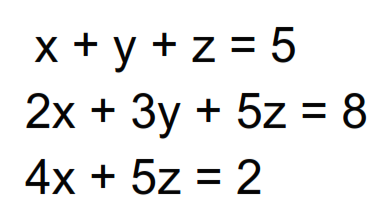 x + y + z = 5
2x + 3y + 5z = 8
4x + 5z = 2